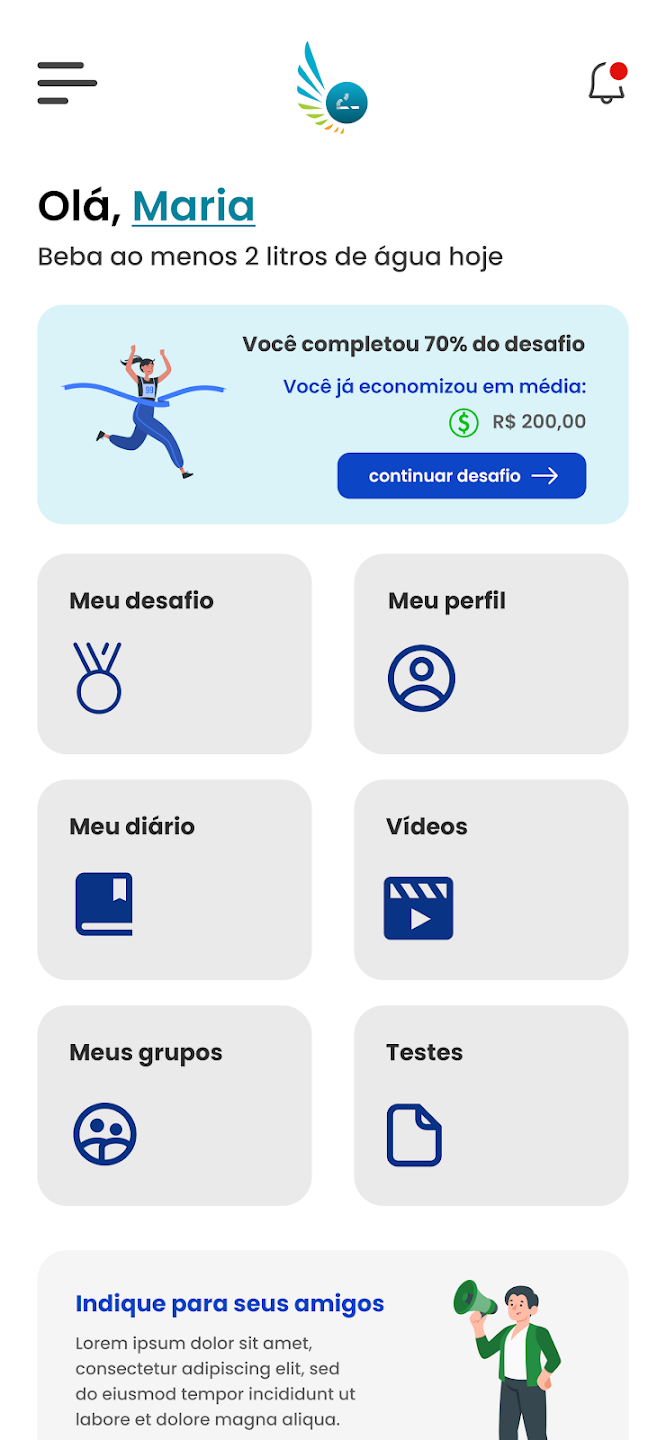 Olá, Maria
Beba ao menos 2 litros de água hoje
Você completou 70% do desafio
99
Você já economizou em média:
$ R$ 200,00
continuar desafio
Meu desafio
Meu perfil
Meu diário
Vídeos
Meus grupos
Testes
Indique para seus amigos
Lorem ipsum dolor sit amet,
consectetur adipiscing elit, sed
do eiusmod tempor incididunt ut
labore et dolore magna aliqua.